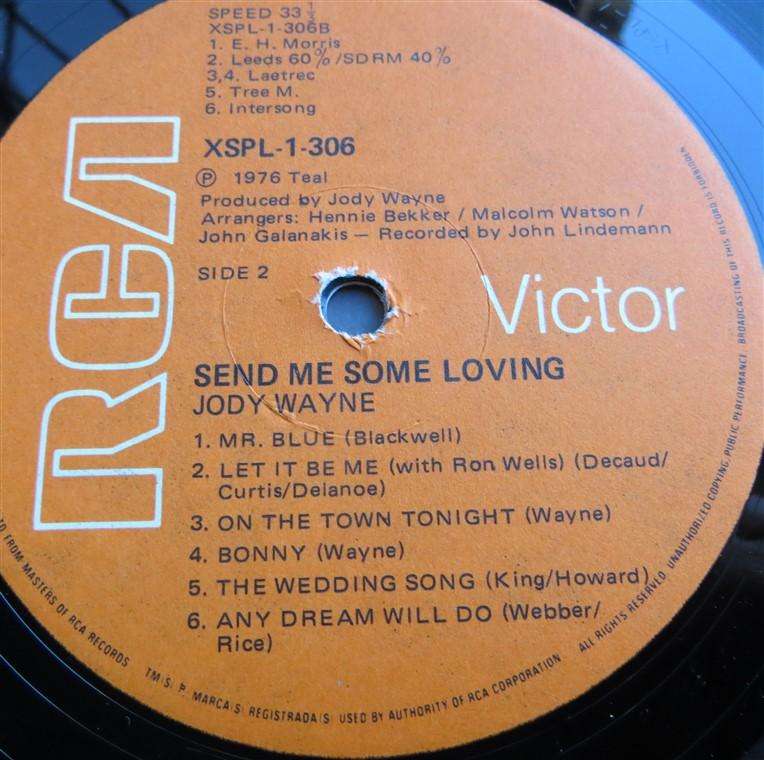 SPEED 33 1/3
XSPL-1-306B
1. E. H. Morris
2. Leeds 60%/SDRM 40%
3,4. Laetrec
5. Tree M.
6. Intersong
XSPL-1-306
Ⓟ 1976 Teal
Produced by Jody Wayne
Arrangers: Hennie Bekker / Malcolm Watson /
John Galanakis — Recorded by John Lindemann
SIDE 2
RCA
Victor
SEND ME SOME LOVING
JODY WAYNE
1. MR. BLUE (Blackwell)
2. LET IT BE ME (with Ron Wells) (Decaud/
Curtis/Delanoe)
3. ON THE TOWN TONIGHT (Wayne)
4. BONNY (Wayne)
5. THE WEDDING SONG (King/Howard)
6. ANY DREAM WILL DO (Webber/
Rice)
FROM MASTERS OF RCA RECORDS TM(S) ® MARCA(S) REGISTRADA(S) USED BY AUTHORITY OF RCA CORPORATION ALL RIGHTS RESERVED. UNAUTHORIZED COPYING, PUBLIC PERFORMANCE, BROADCASTING OF THIS RECORD IS FORBIDDEN